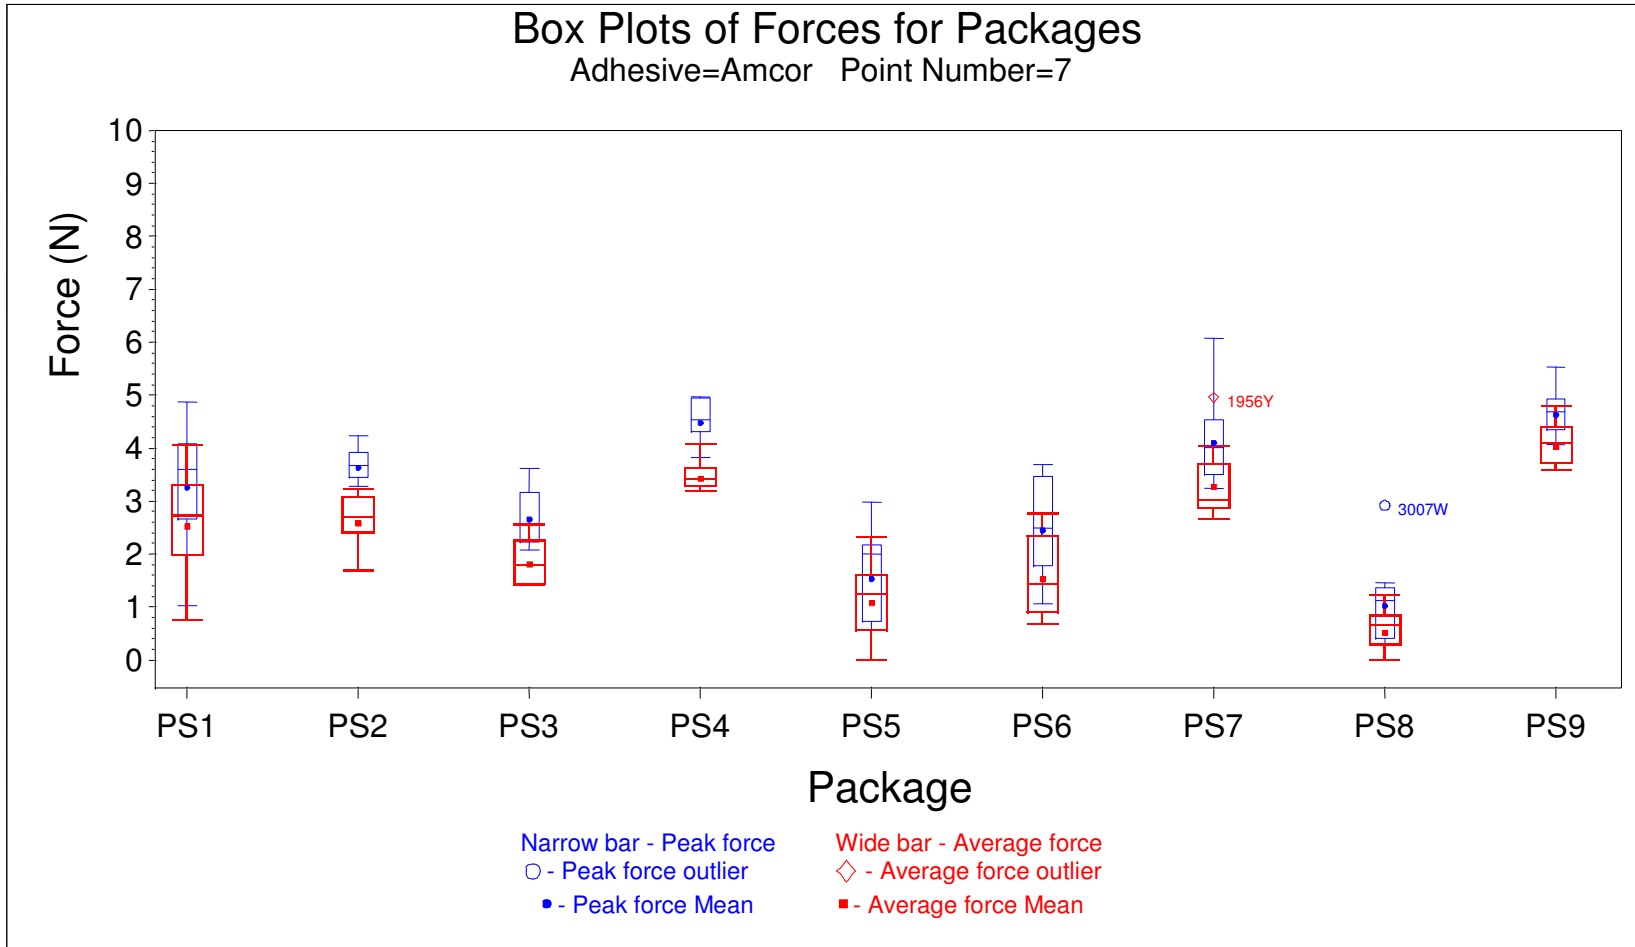 Box Plots of Forces for Packages
Adhesive=Amcor Point Number=7
10
9
8
7
6
5
4
3
2
1
0
Force (N)
1956Y
3007W
PS1 PS2 PS3 PS4 PS5 PS6 PS7 PS8 PS9
Package
Narrow bar - Peak force Wide bar - Average force
- Peak force outlier - Average force outlier
- Peak force Mean - Average force Mean